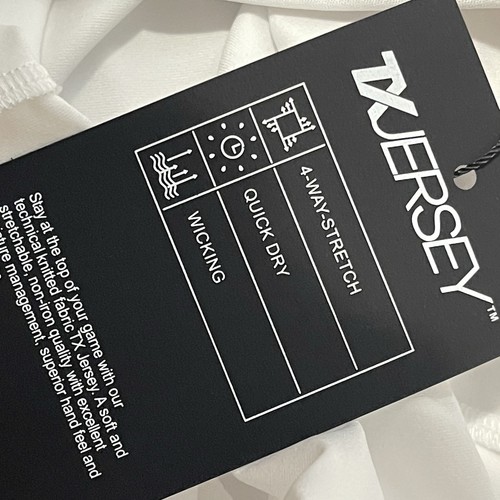 TXJERSEY™
4-WAY-STRETCH
QUICK DRY
WICKING
Stay at the top of your game with our
technical knitted fabric TX Jersey. A soft and
stretchable, non-iron quality with excellent
management, superior hand feel and